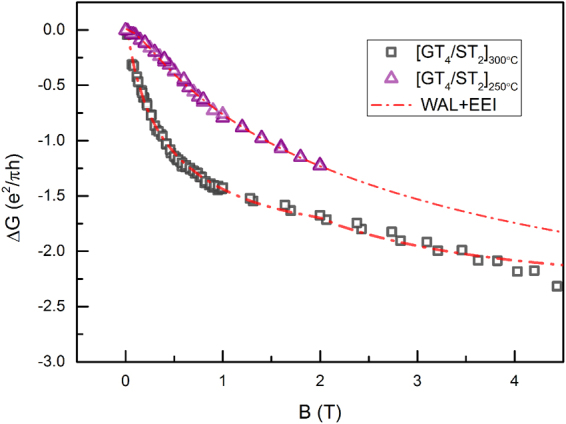 0.0
-0.5
-1.0
-1.5
-2.0
-2.5
-3.0
ΔG (e²/πh)
[GT₄/ST₂]₋₃₀₀°C
[GT₄/ST₂]₋₂₅₀°C
WAL+EEI
0 1 2 3 4
B (T)